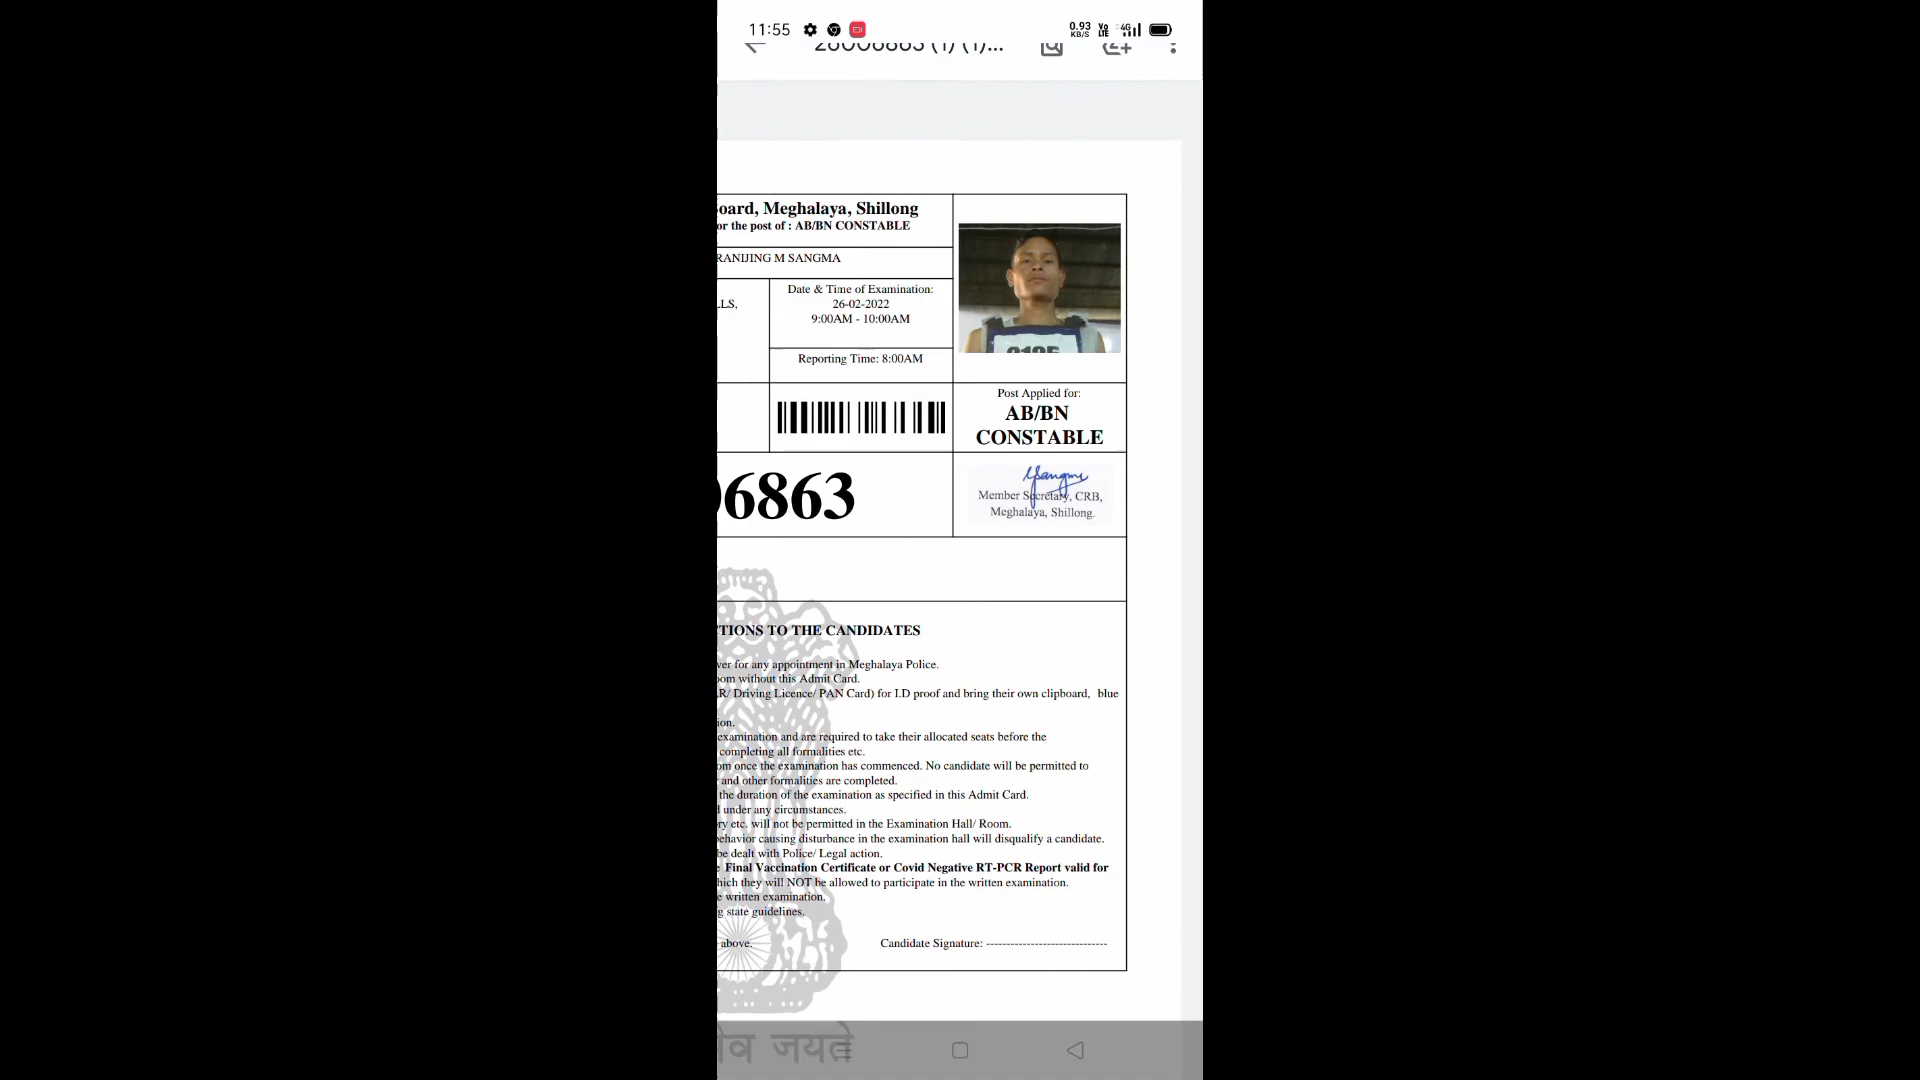 11:55
0.93
KB/S
Vo
LTE
4G
oard, Meghalaya, Shillong
or the post of : AB/BN CONSTABLE
RANIJING M SANGMA
LLS,
Date & Time of Examination:
26-02-2022
9:00AM - 10:00AM
Reporting Time: 8:00AM
Post Applied for:
AB/BN
CONSTABLE
6863
Member Secretary, CRB,
Meghalaya, Shillong.
TIONS TO THE CANDIDATES
ver for any appointment in Meghalaya Police.
om without this Admit Card.
R/ Driving Licence/ PAN Card) for I.D proof and bring their own clipboard, blue
ion.
examination and are required to take their allocated seats before the
completing all formalities etc.
om once the examination has commenced. No candidate will be permitted to
and other formalities are completed.
the duration of the examination as specified in this Admit Card.
under any circumstances.
ry etc. will not be permitted in the Examination Hall/ Room.
ehavior causing disturbance in the examination hall will disqualify a candidate.
be dealt with Police/ Legal action.
Final Vaccination Certificate or Covid Negative RT-PCR Report valid for
hich they will NOT be allowed to participate in the written examination.
e written examination.
g state guidelines.
above.
Candidate Signature: ------------------------------
जयते